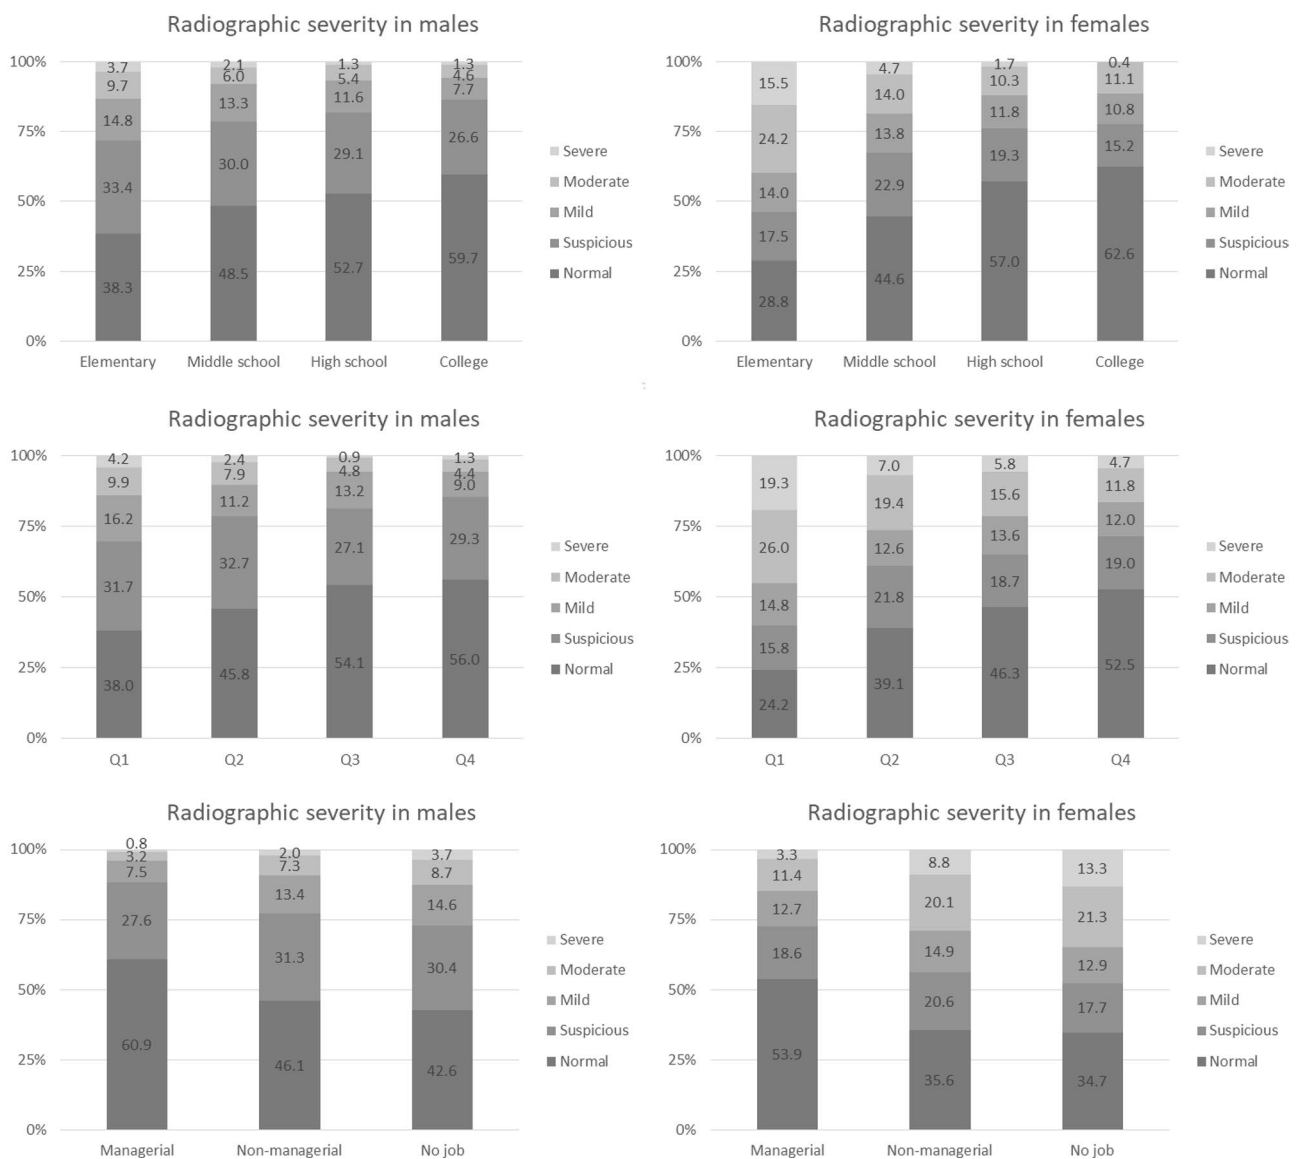 Radiographic severity in males
100%
75%
50%
25%
0%
3.7 2.1 1.3 1.3
9.7 6.0 5.4 4.6
14.8 13.3 11.6 7.7
33.4 30.0 29.1 26.6
38.3 48.5 52.7 59.7
Elementary Middle school High school College
Severe
Moderate
Mild
Suspicious
Normal
Radiographic severity in females
100%
75%
50%
25%
0%
15.5 4.7 1.7 0.4
24.2 14.0 10.3 11.1
14.0 13.8 11.8 10.8
17.5 22.9 19.3 15.2
28.8 44.6 57.0 62.6
Elementary Middle school High school College
Severe
Moderate
Mild
Suspicious
Normal
Radiographic severity in males
100%
75%
50%
25%
0%
4.2 2.4 0.9 1.3
9.9 7.9 4.8 4.4
16.2 11.2 13.2 9.0
31.7 32.7 27.1 29.3
38.0 45.8 54.1 56.0
Q1 Q2 Q3 Q4
Severe
Moderate
Mild
Suspicious
Normal
Radiographic severity in females
100%
75%
50%
25%
0%
19.3 7.0 5.8 4.7
26.0 19.4 15.6 11.8
14.8 12.6 13.6 12.0
15.8 21.8 18.7 19.0
24.2 39.1 46.3 52.5
Q1 Q2 Q3 Q4
Severe
Moderate
Mild
Suspicious
Normal
Radiographic severity in males
100%
75%
50%
25%
0%
0.8 2.0 3.7
3.2 7.3 8.7
7.5 13.4 14.6
27.6 31.3 30.4
60.9 46.1 42.6
Managerial Non-managerial No job
Severe
Moderate
Mild
Suspicious
Normal
Radiographic severity in females
100%
75%
50%
25%
0%
3.3 8.8 13.3
11.4 20.1 21.3
12.7 14.9 12.9
18.6 20.6 17.7
53.9 35.6 34.7
Managerial Non-managerial No job
Severe
Moderate
Mild
Suspicious
Normal